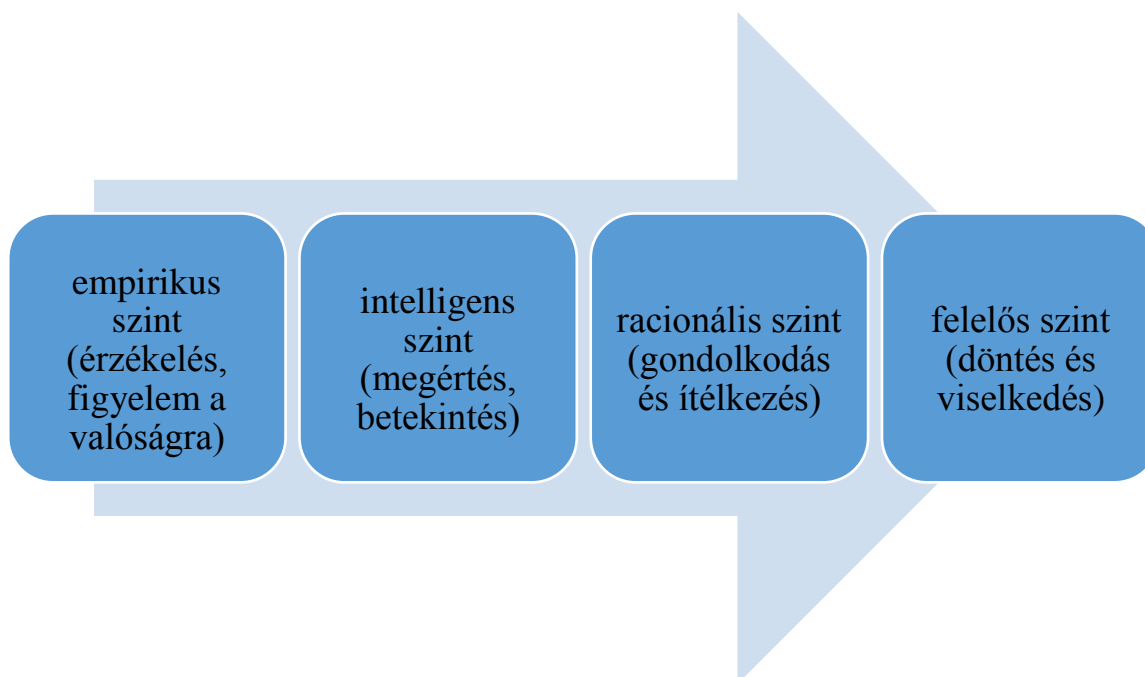 empirikus
szint
(érzékelés,
figyelem a
valóságra)
intelligens
szint
(megértés,
betekintés)
racionális szint
(gondolkodás
és ítélkezés)
felelős szint
(döntés és
viselkedés)